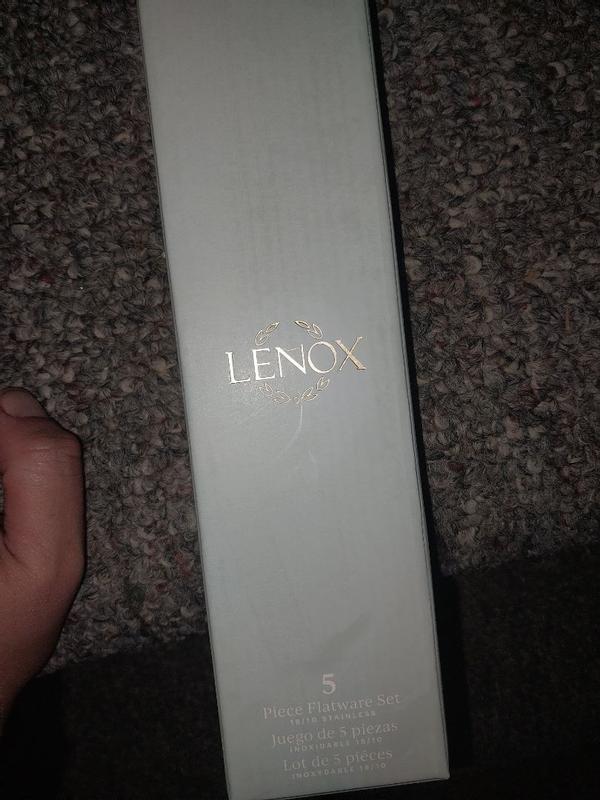 LENOX
5
Piece Flatware Set
18/10 STAINLESS
Juego de 5 piezas
INOXIDABLE 18/10
Lot de 5 pièces
INOXYDABLE 18/10